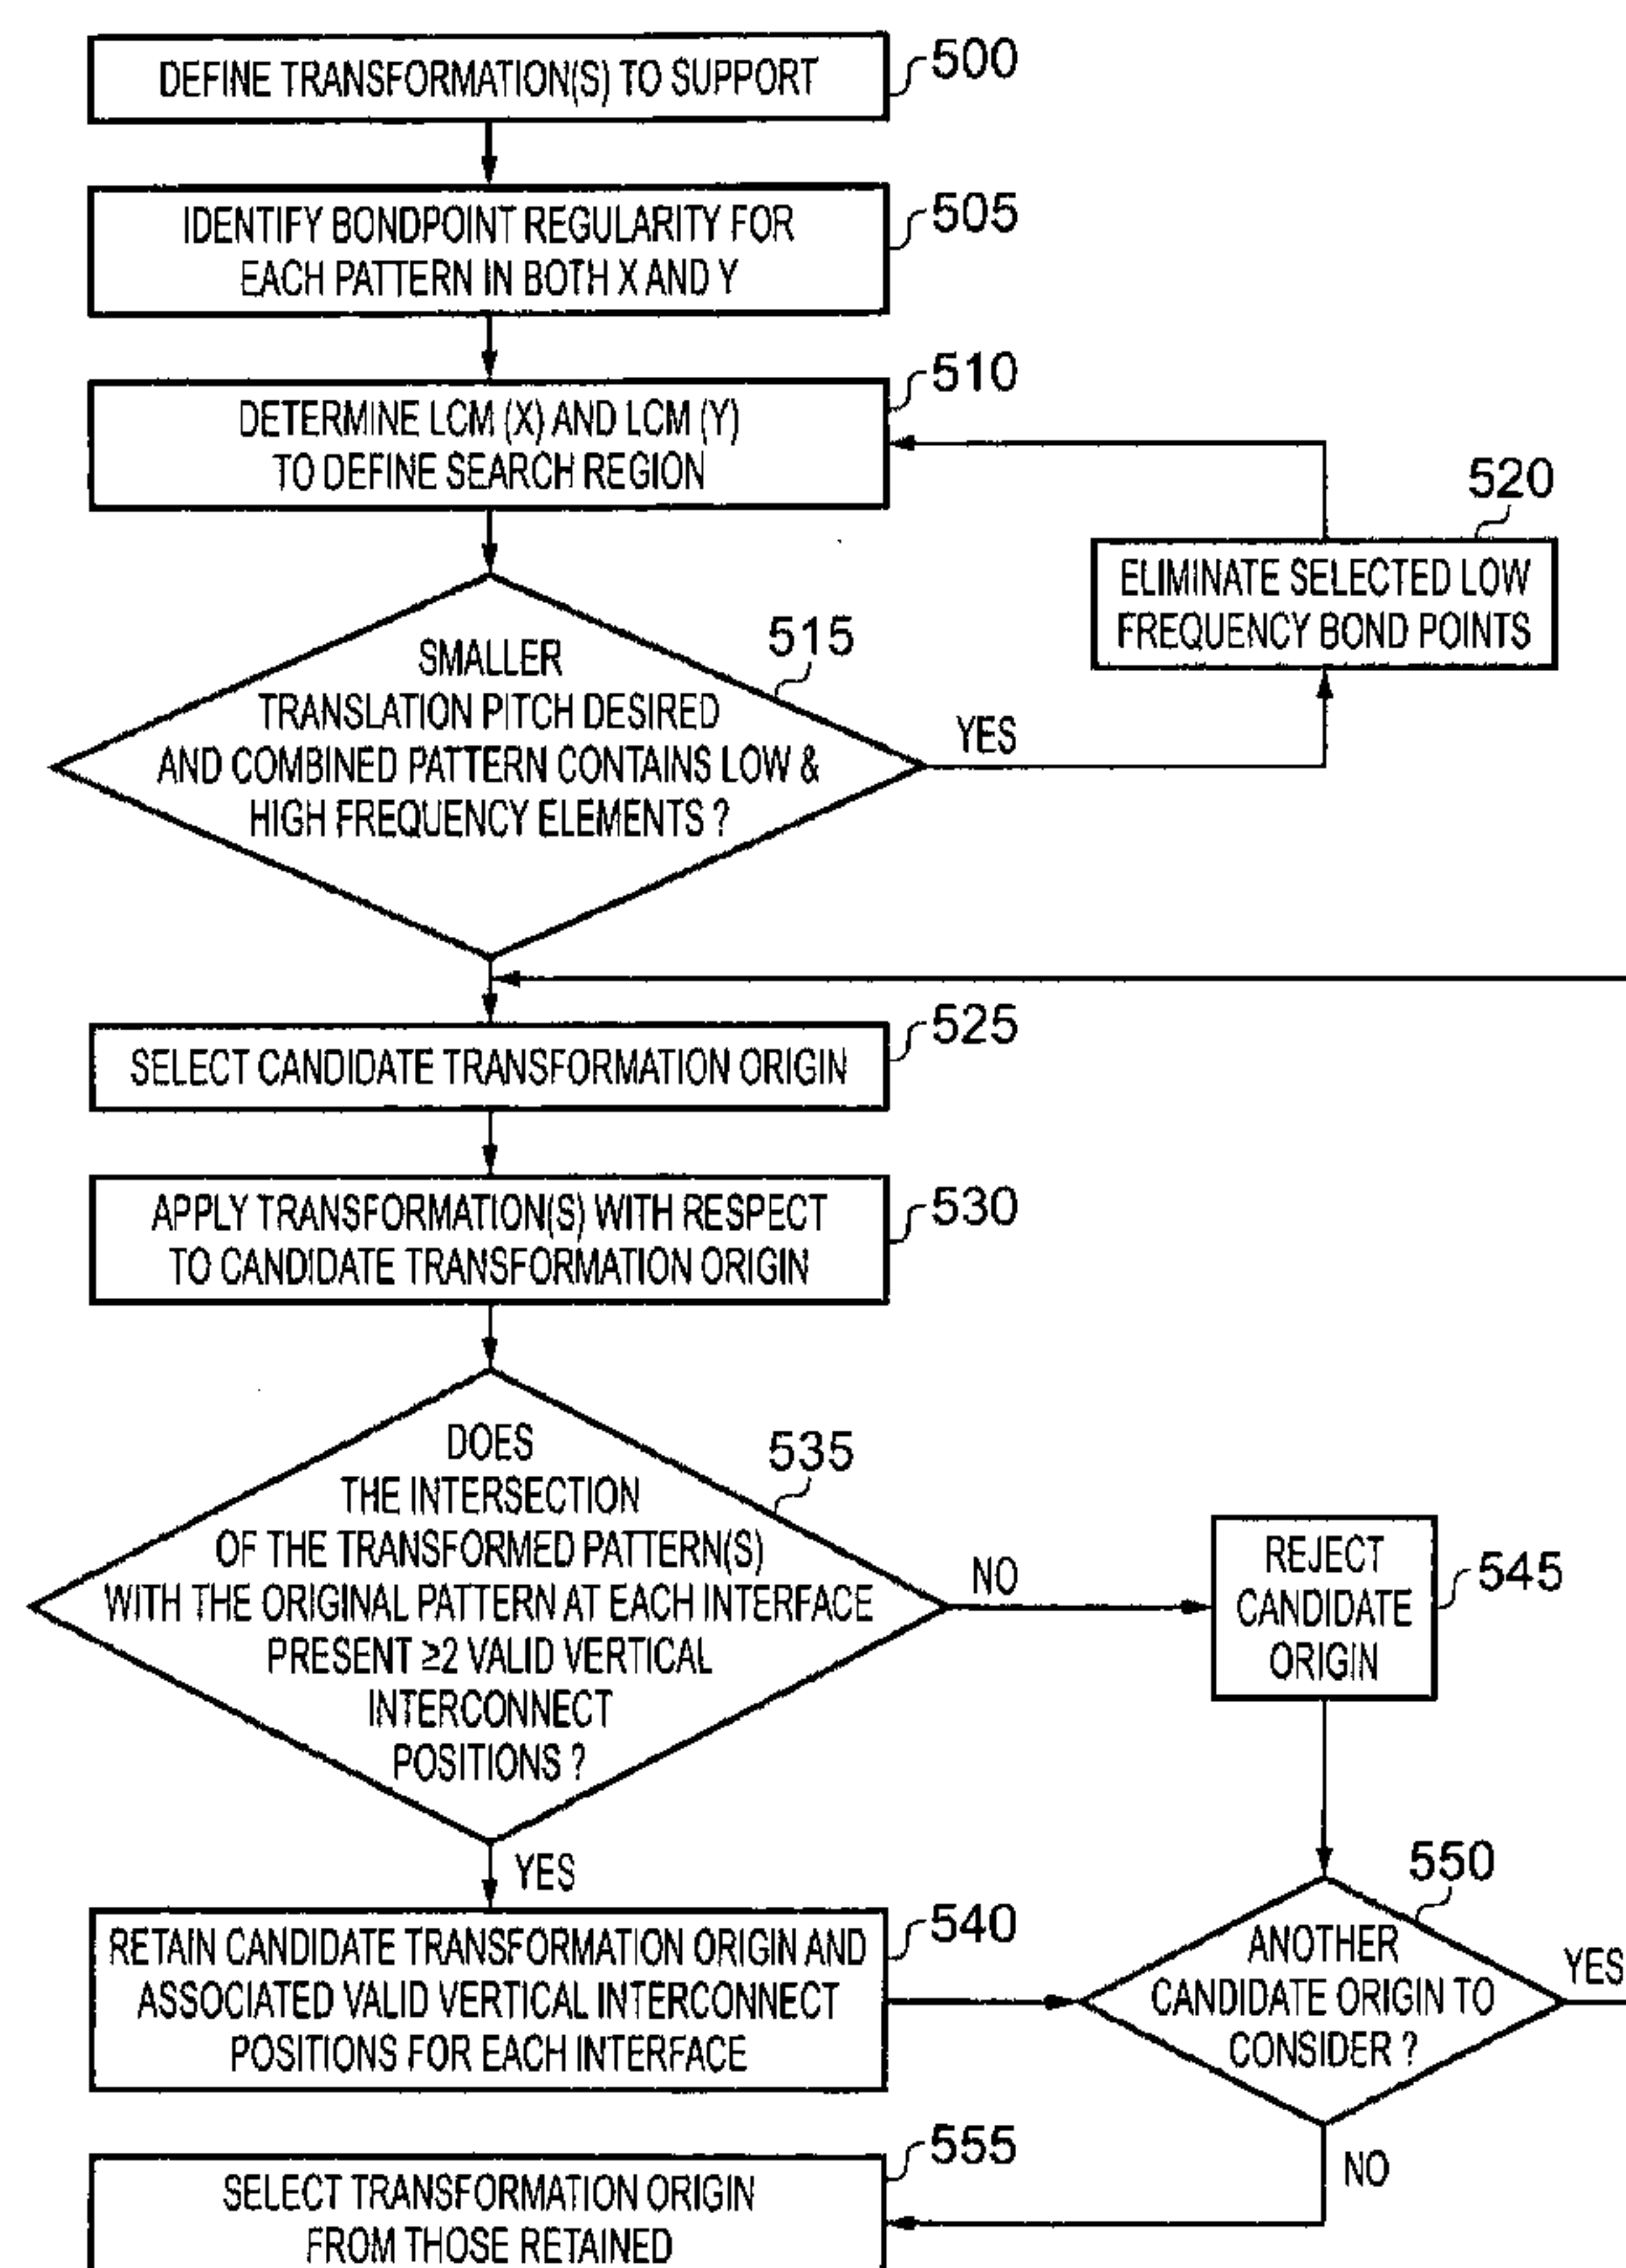 DEFINE TRANSFORMATION(S) TO SUPPORT
500
IDENTIFY BONDPOINT REGULARITY FOR
EACH PATTERN IN BOTH X AND Y
505
DETERMINE LCM (X) AND LCM (Y)
TO DEFINE SEARCH REGION
510
520
ELIMINATE SELECTED LOW
FREQUENCY BOND POINTS
515
SMALLER
TRANSLATION PITCH DESIRED
AND COMBINED PATTERN CONTAINS LOW &
HIGH FREQUENCY ELEMENTS ?
YES
SELECT CANDIDATE TRANSFORMATION ORIGIN
525
APPLY TRANSFORMATION(S) WITH RESPECT
TO CANDIDATE TRANSFORMATION ORIGIN
530
DOES
THE INTERSECTION
OF THE TRANSFORMED PATTERN(S)
WITH THE ORIGINAL PATTERN AT EACH INTERFACE
PRESENT ≥2 VALID VERTICAL
INTERCONNECT
POSITIONS ?
535
NO
REJECT
CANDIDATE
ORIGIN
545
YES
RETAIN CANDIDATE TRANSFORMATION ORIGIN AND
ASSOCIATED VALID VERTICAL INTERCONNECT
POSITIONS FOR EACH INTERFACE
540
550
ANOTHER
CANDIDATE ORIGIN TO
CONSIDER ?
YES
NO
555
SELECT TRANSFORMATION ORIGIN
FROM THOSE RETAINED